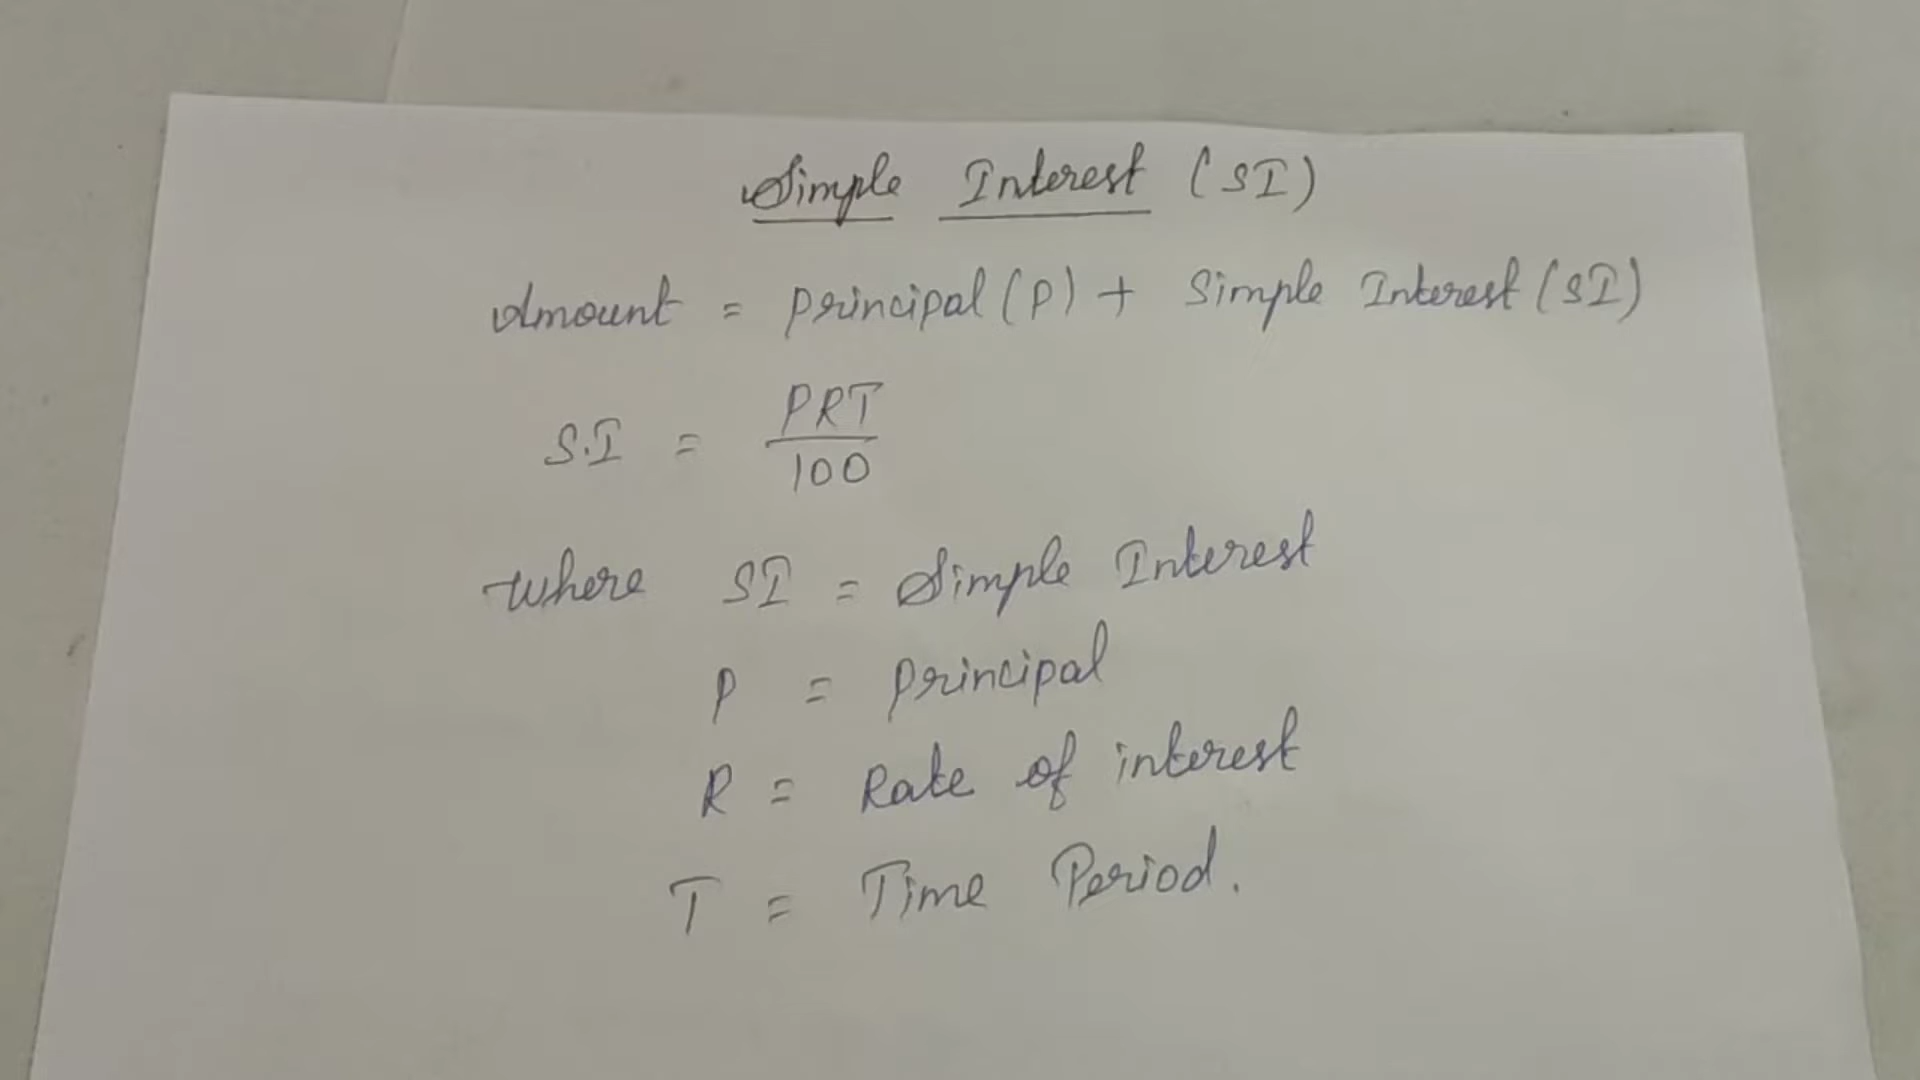 Simple Interest (SI)
Amount = principal (P) + Simple Interest (SI)
S.I = PRT
100
where SI = Simple Interest
P = principal
R = Rate of interest
T = Time Period.